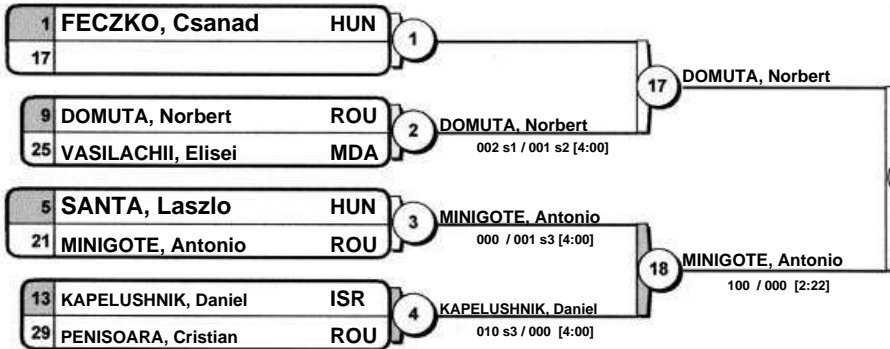 1 FECZKO, Csanad HUN
17
1
9 DOMUTA, Norbert ROU
25 VASILACHII, Elisei MDA
2
DOMUTA, Norbert
002 s1 / 001 s2 [4:00]
17
DOMUTA, Norbert
5 SANTA, Laszlo HUN
21 MINIGOTE, Antonio ROU
3
MINIGOTE, Antonio
000 / 001 s3 [4:00]
13 KAPELUSHNIK, Daniel ISR
29 PENISOARA, Cristian ROU
4
KAPELUSHNIK, Daniel
010 s3 / 000 [4:00]
18
MINIGOTE, Antonio
100 / 000 [2:22]